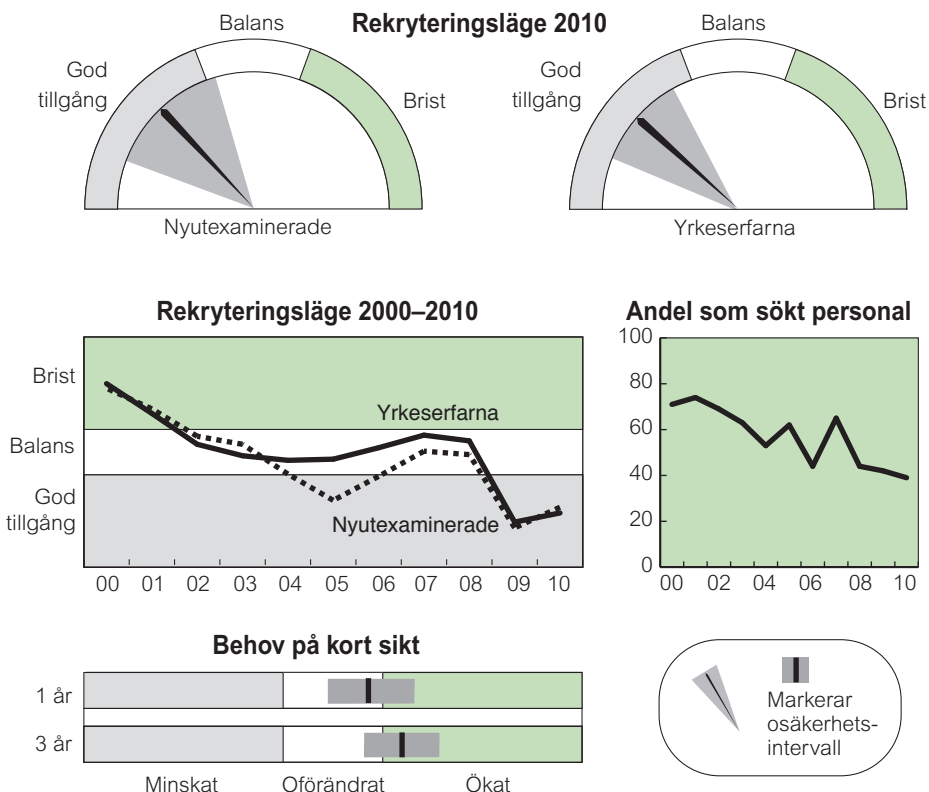 Rekryteringsläge 2010
Balans
God
tillgång
Brist
Nyutexaminerade
Balans
God
tillgång
Brist
Yrkeserfarna
Rekryteringsläge 2000–2010
Brist
Balans
God
tillgång
Yrkeserfarna
Nyutexaminerade
00 01 02 03 04 05 06 07 08 09 10
Andel som sökt personal
100
80
60
40
20
0
00 02 04 06 08 10
Behov på kort sikt
1 år
3 år
Minskat Oförändrat Ökat
Markerar
osäkerhets-
intervall